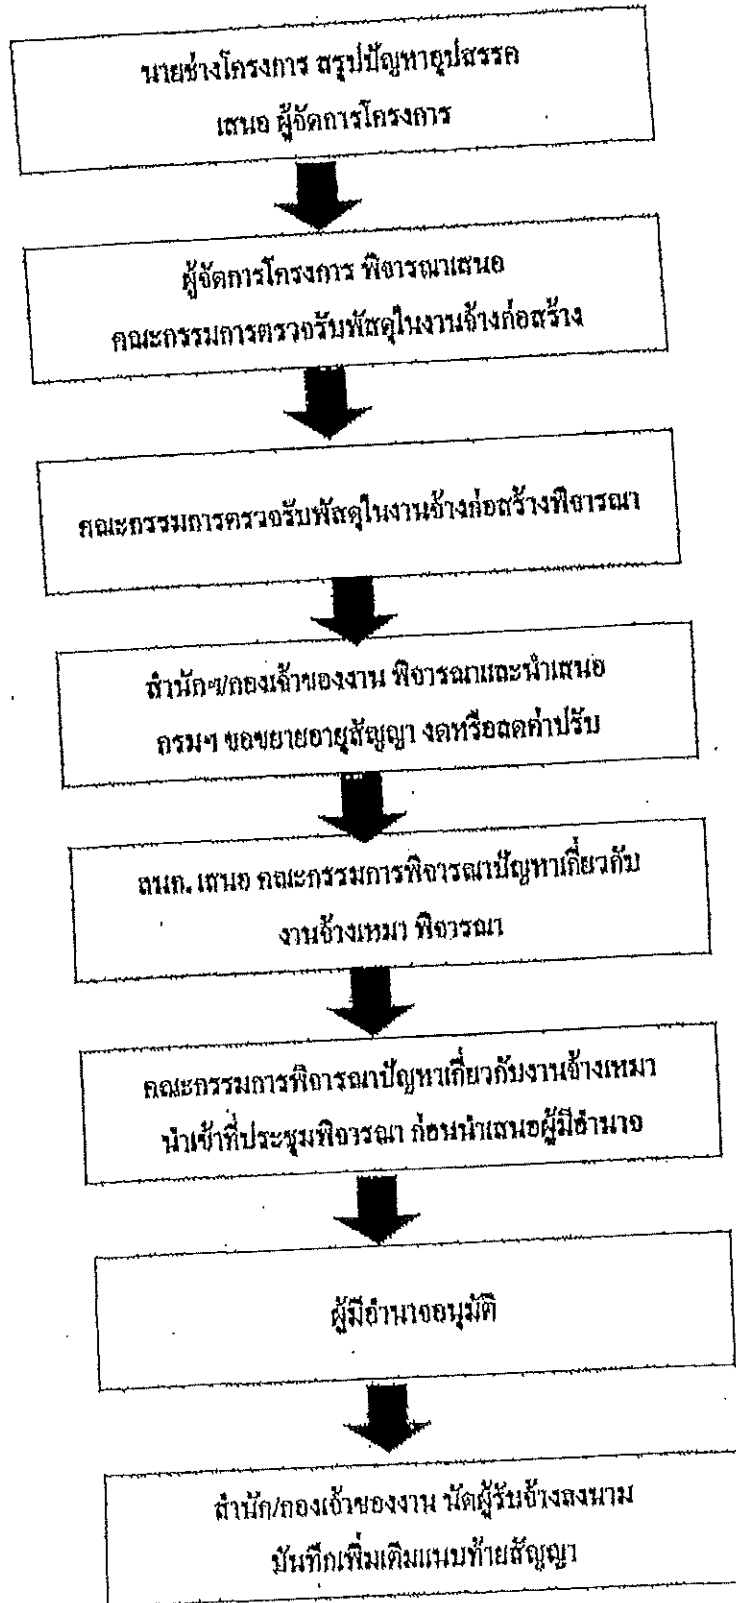 นายช่างโครงการ สรุปปัญหาอุปสรรค
เสนอ ผู้จัดการโครงการ
ผู้จัดการโครงการ พิจารณาเสนอ
คณะกรรมการตรวจรับพัสดุในงานจ้างก่อสร้าง
คณะกรรมการตรวจรับพัสดุในงานจ้างก่อสร้างพิจารณา
สำนักฯ/กองเจ้าของงาน พิจารณาและนำเสนอ
กรมฯ ขอขยายอายุสัญญา งดหรือลดค่าปรับ
ลนก. เสนอ คณะกรรมการพิจารณาปัญหาเกี่ยวกับ
งานจ้างเหมา พิจารณา
คณะกรรมการพิจารณาปัญหาเกี่ยวกับงานจ้างเหมา
นำเข้าที่ประชุมพิจารณา ก่อนนำเสนอผู้มีอำนาจ
ผู้มีอำนาจอนุมัติ
สำนัก/กองเจ้าของงาน นัดผู้รับจ้างลงนาม
บันทึกเพิ่มเติมแนบท้ายสัญญา